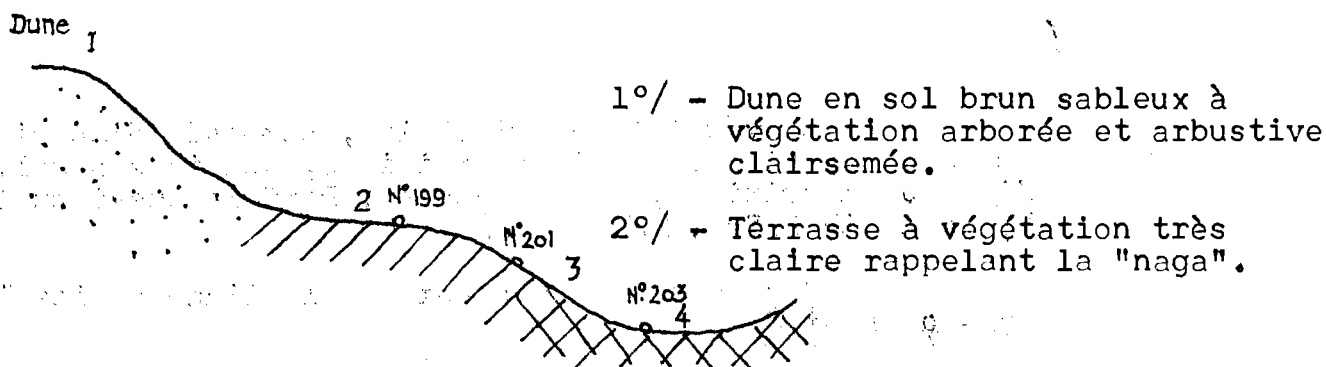 Dune 1
1°/ - Dune en sol brun sableux à
végétation arborée et arbustive
clairsemée.
2 N° 199
2°/ - Terrasse à végétation très
claire rappelant la "naga".
N° 201
3
N° 203
4